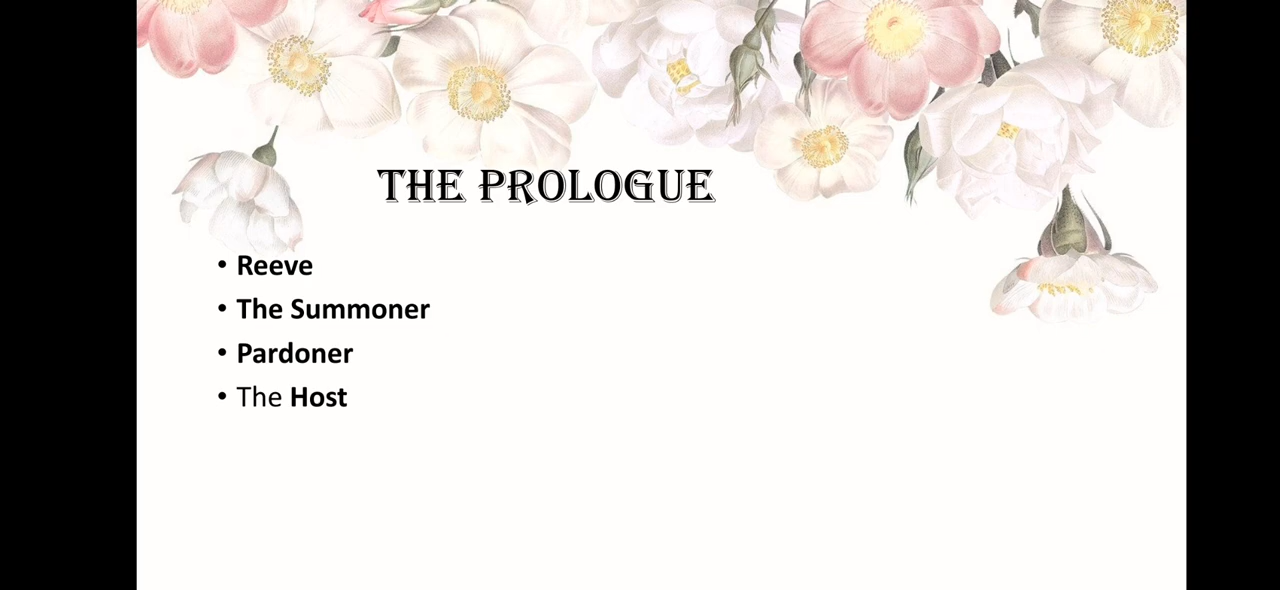 THE PROLOGUE
• Reeve
• The Summoner
• Pardoner
• The Host